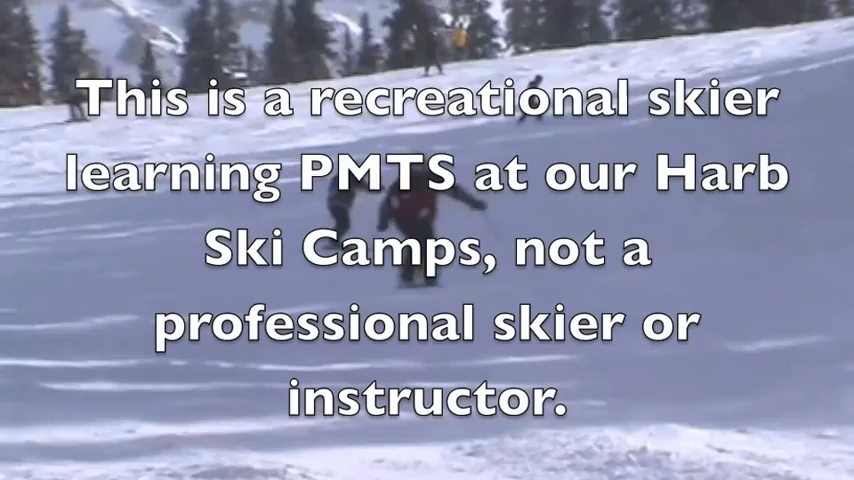 This is a recreational skier
learning PMTS at our Harb
Ski Camps, not a
professional skier or
instructor.